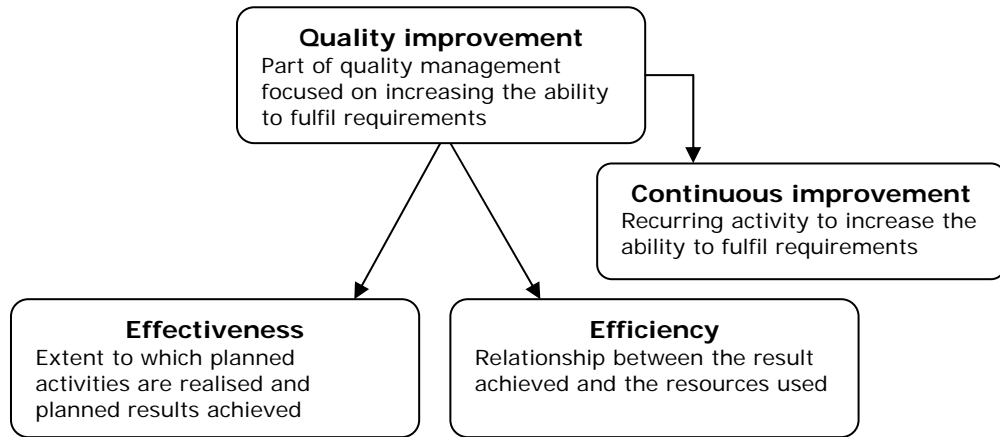 Quality improvement
Part of quality management
focused on increasing the ability
to fulfil requirements
Continuous improvement
Recurring activity to increase the
ability to fulfil requirements
Effectiveness
Extent to which planned
activities are realised and
planned results achieved
Efficiency
Relationship between the result
achieved and the resources used